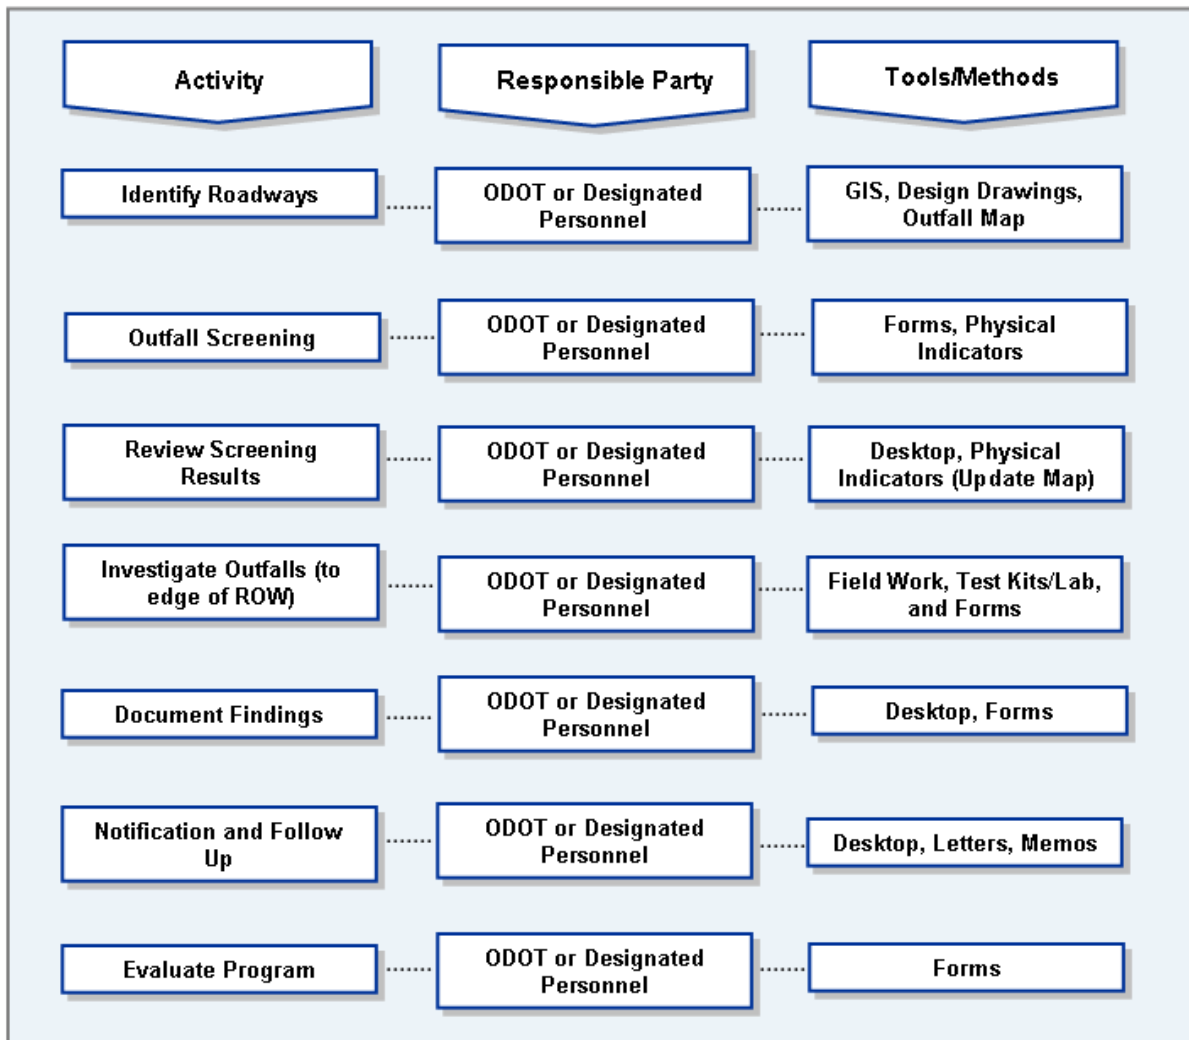 Activity
Responsible Party
Tools/Methods
Identify Roadways
ODOT or Designated
Personnel
GIS, Design Drawings,
Outfall Map
Outfall Screening
ODOT or Designated
Personnel
Forms, Physical
Indicators
Review Screening
Results
ODOT or Designated
Personnel
Desktop, Physical
Indicators (Update Map)
Investigate Outfalls (to
edge of ROW)
ODOT or Designated
Personnel
Field Work, Test Kits/Lab,
and Forms
Document Findings
ODOT or Designated
Personnel
Desktop, Forms
Notification and Follow
Up
ODOT or Designated
Personnel
Desktop, Letters, Memos
Evaluate Program
ODOT or Designated
Personnel
Forms